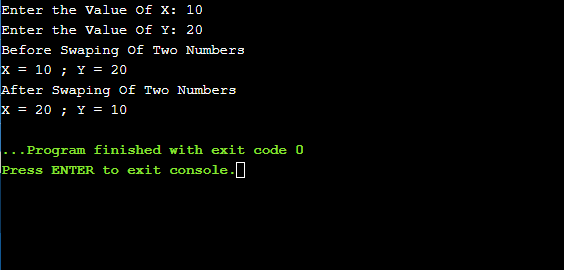 Enter the Value Of X: 10
Enter the Value Of Y: 20
Before Swaping Of Two Numbers
X = 10 ; Y = 20
After Swaping Of Two Numbers
X = 20 ; Y = 10
...Program finished with exit code 0
Press ENTER to exit console.